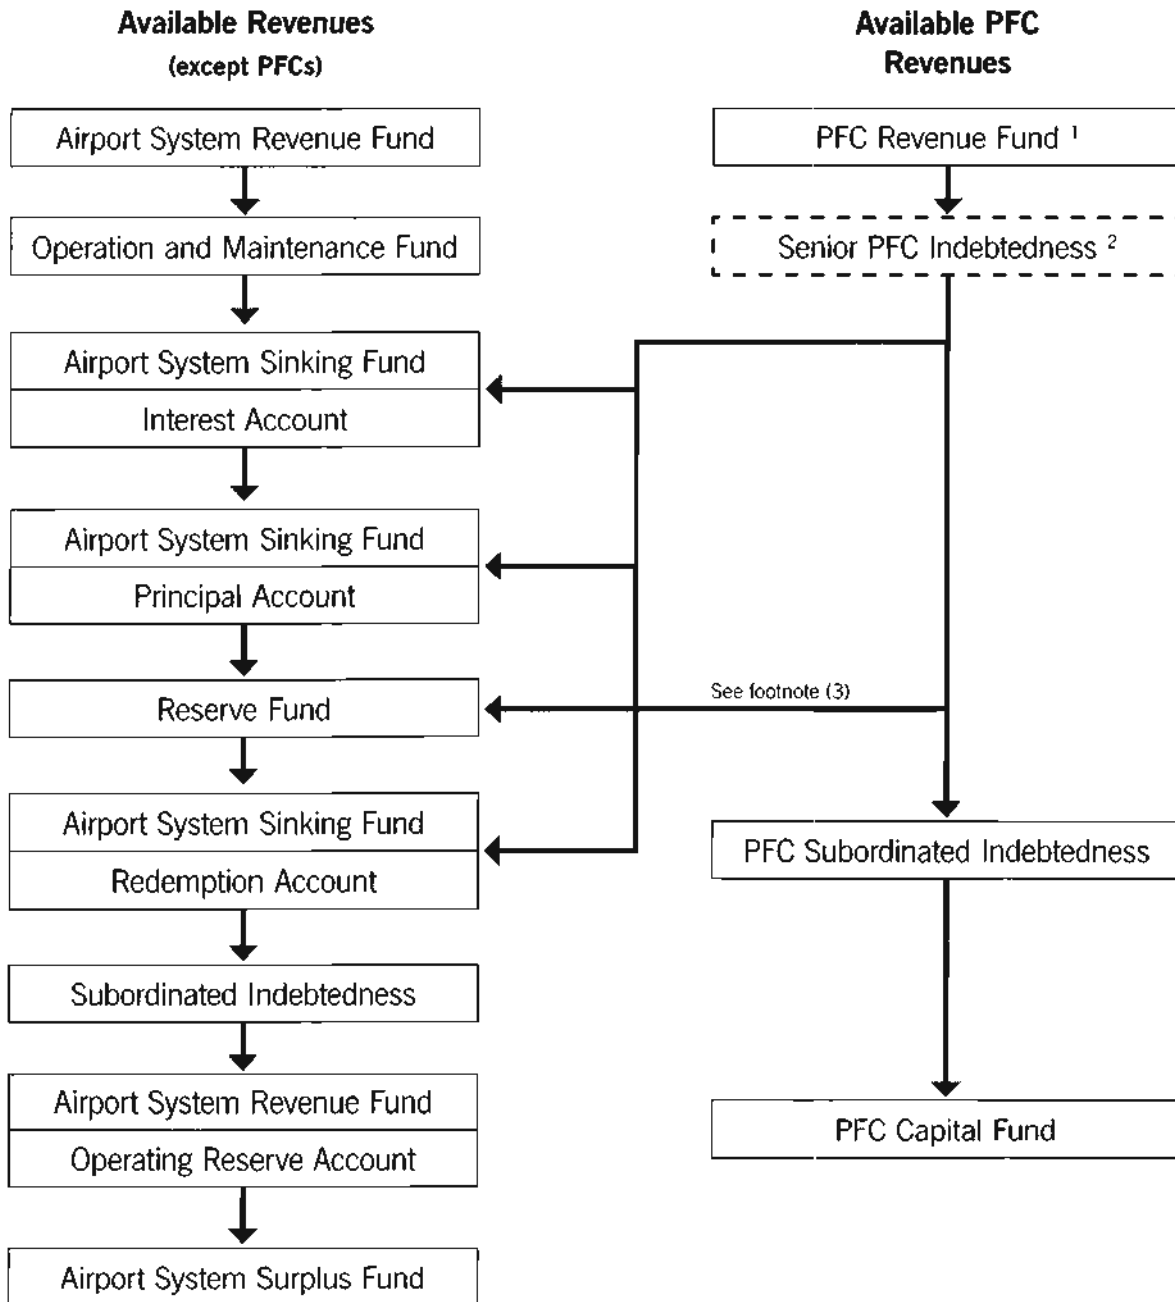 Available Revenues
(except PFCs)
Airport System Revenue Fund
Operation and Maintenance Fund
Airport System Sinking Fund
Interest Account
Airport System Sinking Fund
Principal Account
Reserve Fund
Airport System Sinking Fund
Redemption Account
Subordinated Indebtedness
Airport System Revenue Fund
Operating Reserve Account
Airport System Surplus Fund
Available PFC
Revenues
PFC Revenue Fund ¹
Senior PFC Indebtedness ²
See footnote (3)
PFC Subordinated Indebtedness
PFC Capital Fund